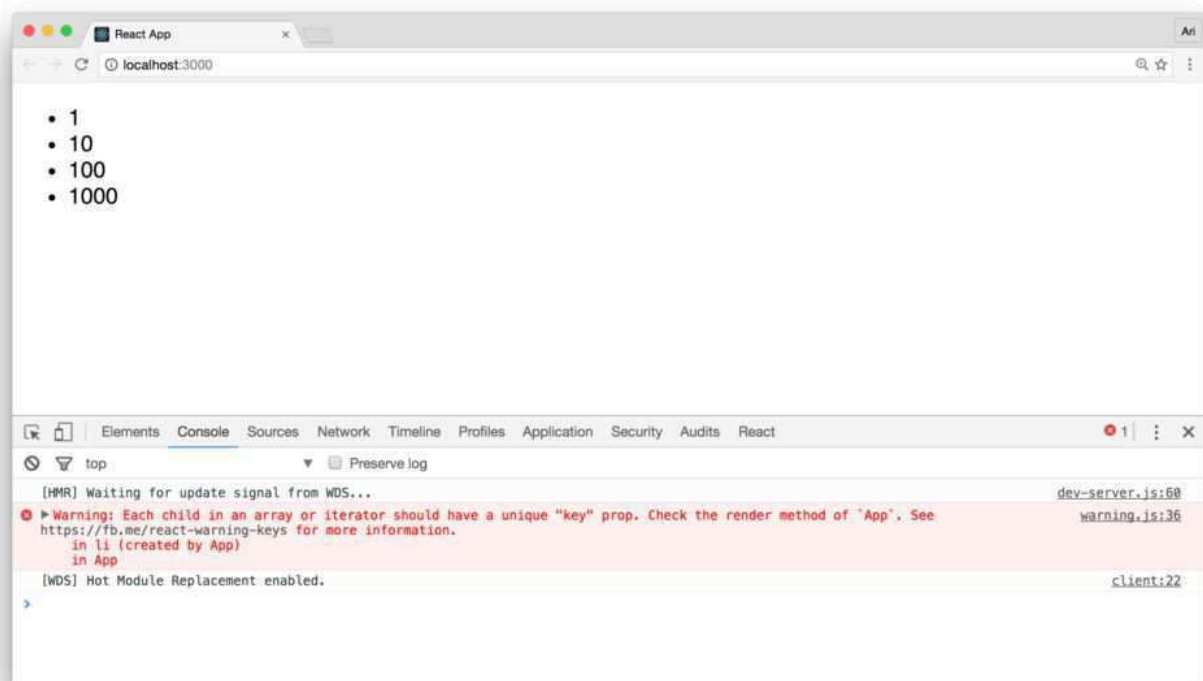 React App
Ari
localhost:3000
1
10
100
1000
Elements Console Sources Network Timeline Profiles Application Security Audits React 1
top Preserve log
[HMR] Waiting for update signal from WDS... dev-server.js:60
Warning: Each child in an array or iterator should have a unique "key" prop. Check the render method of `App`. See warning.js:36
https://fb.me/react-warning-keys for more information.
in li (created by App)
in App
[WDS] Hot Module Replacement enabled. client:22